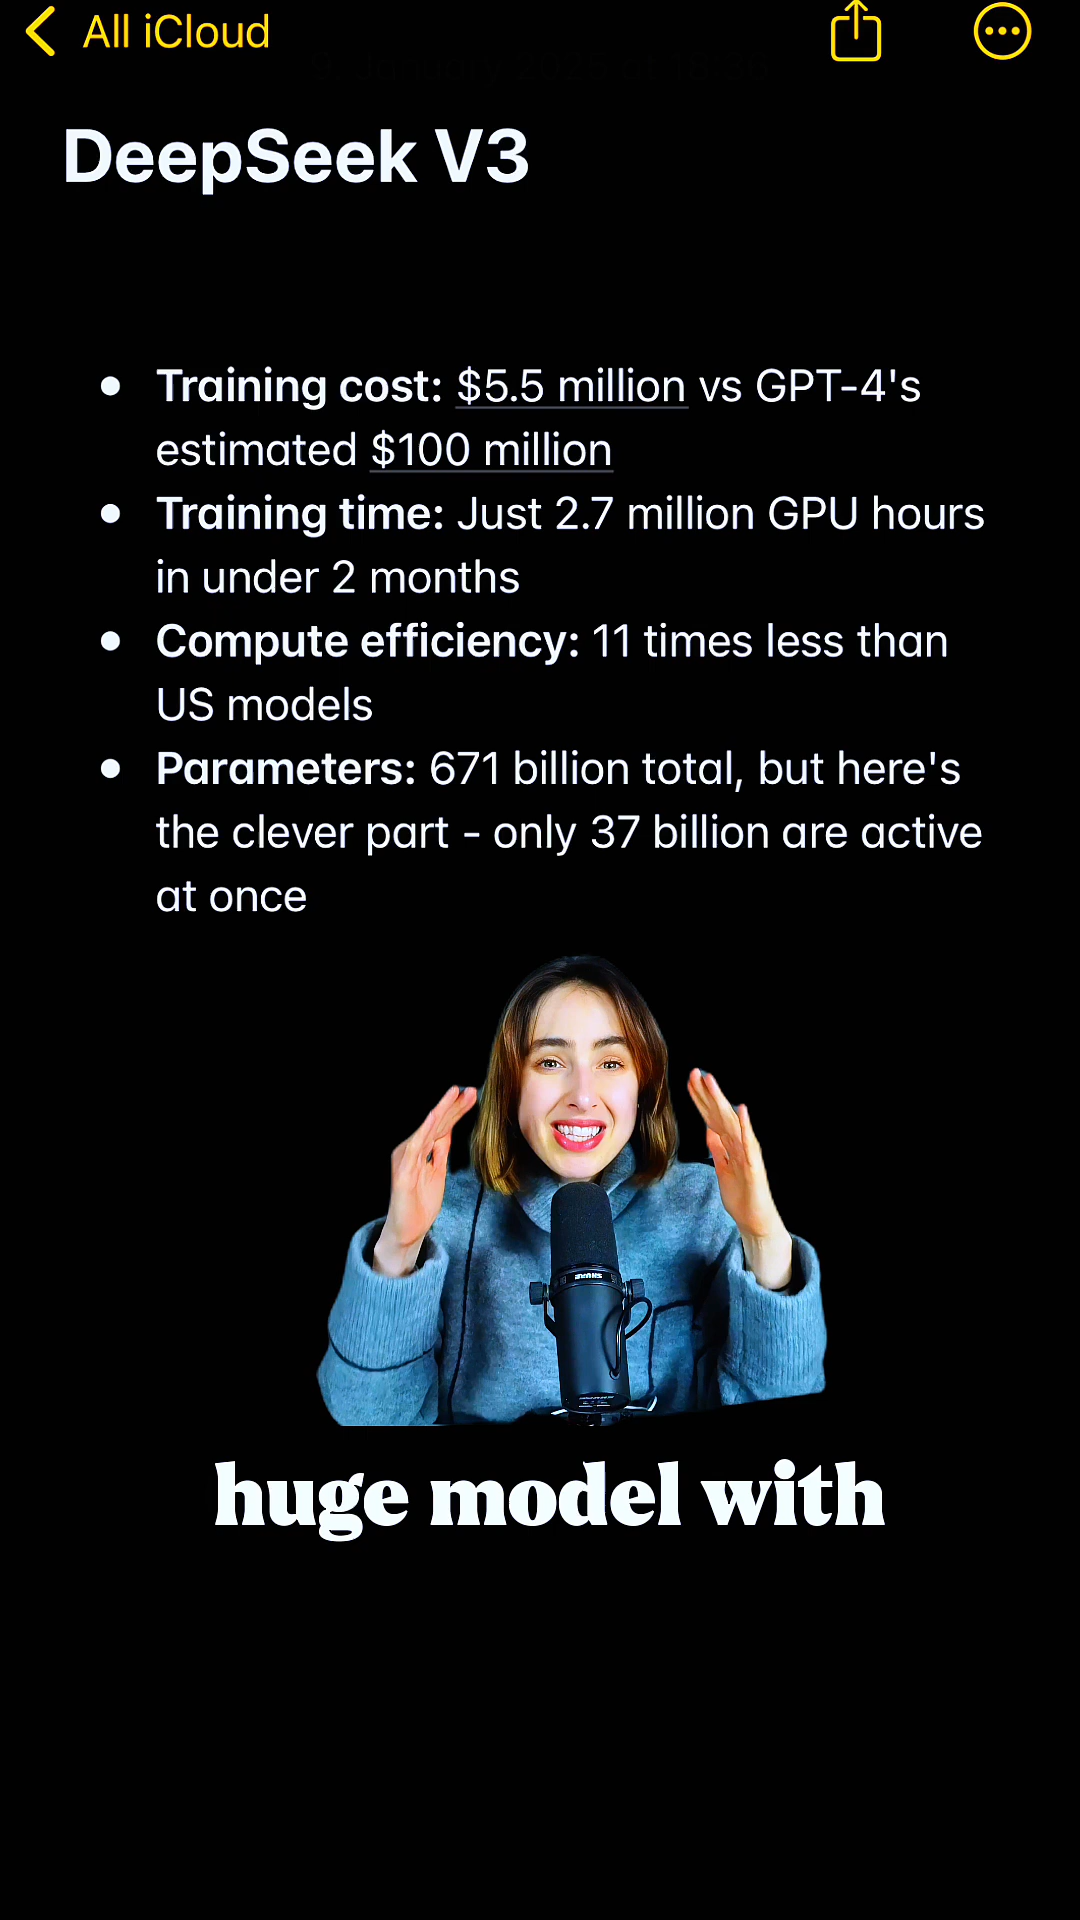 All iCloud
DeepSeek V3
• Training cost: $5.5 million vs GPT-4's
estimated $100 million
• Training time: Just 2.7 million GPU hours
in under 2 months
• Compute efficiency: 11 times less than
US models
• Parameters: 671 billion total, but here's
the clever part - only 37 billion are active
at once
SHURE
huge model with